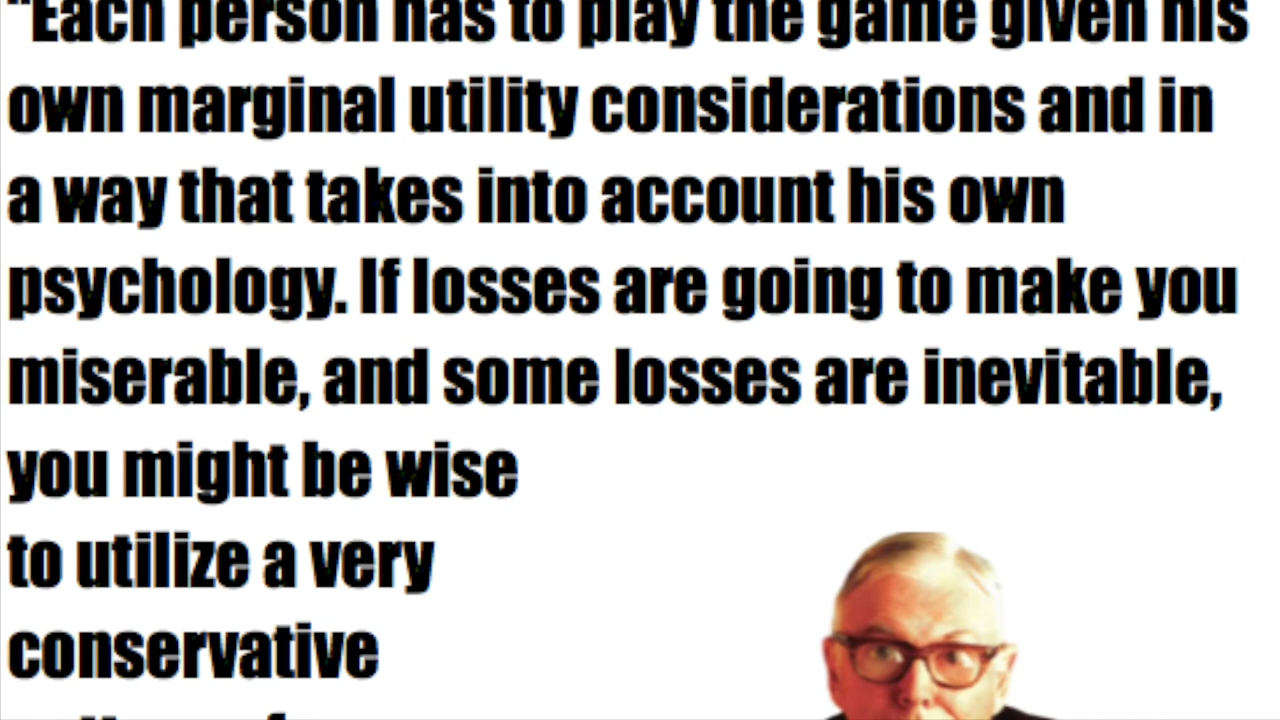 "Each person has to play the game given his
own marginal utility considerations and in
a way that takes into account his own
psychology. If losses are going to make you
miserable, and some losses are inevitable,
you might be wise
to utilize a very
conservative